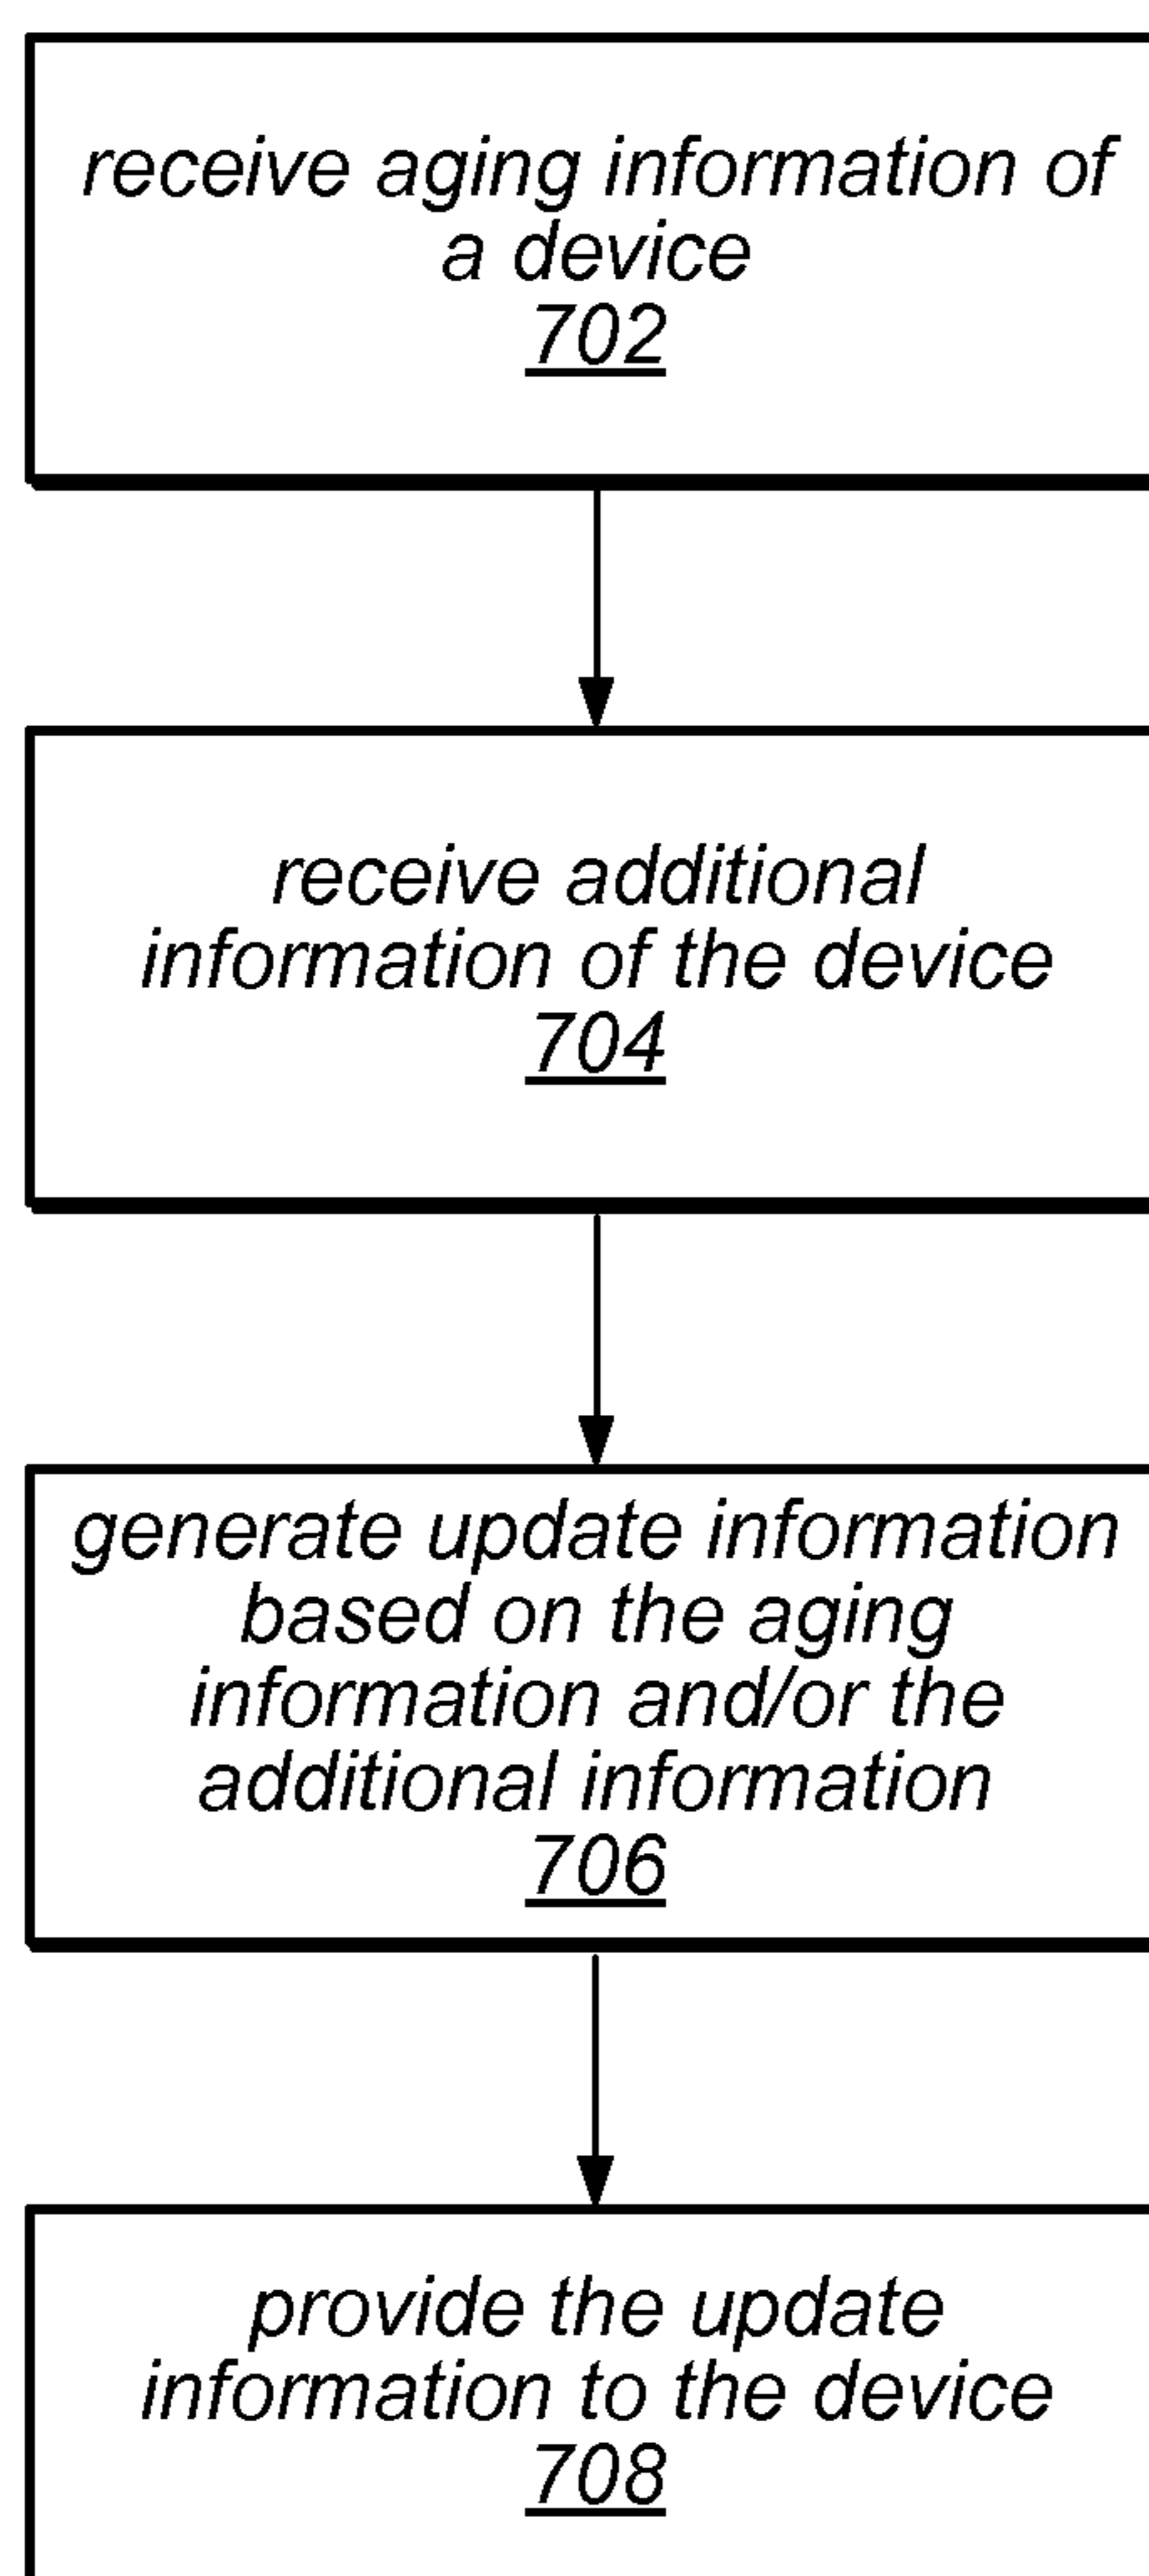 receive aging information of
a device
702
receive additional
information of the device
704
generate update information
based on the aging
information and/or the
additional information
706
provide the update
information to the device
708